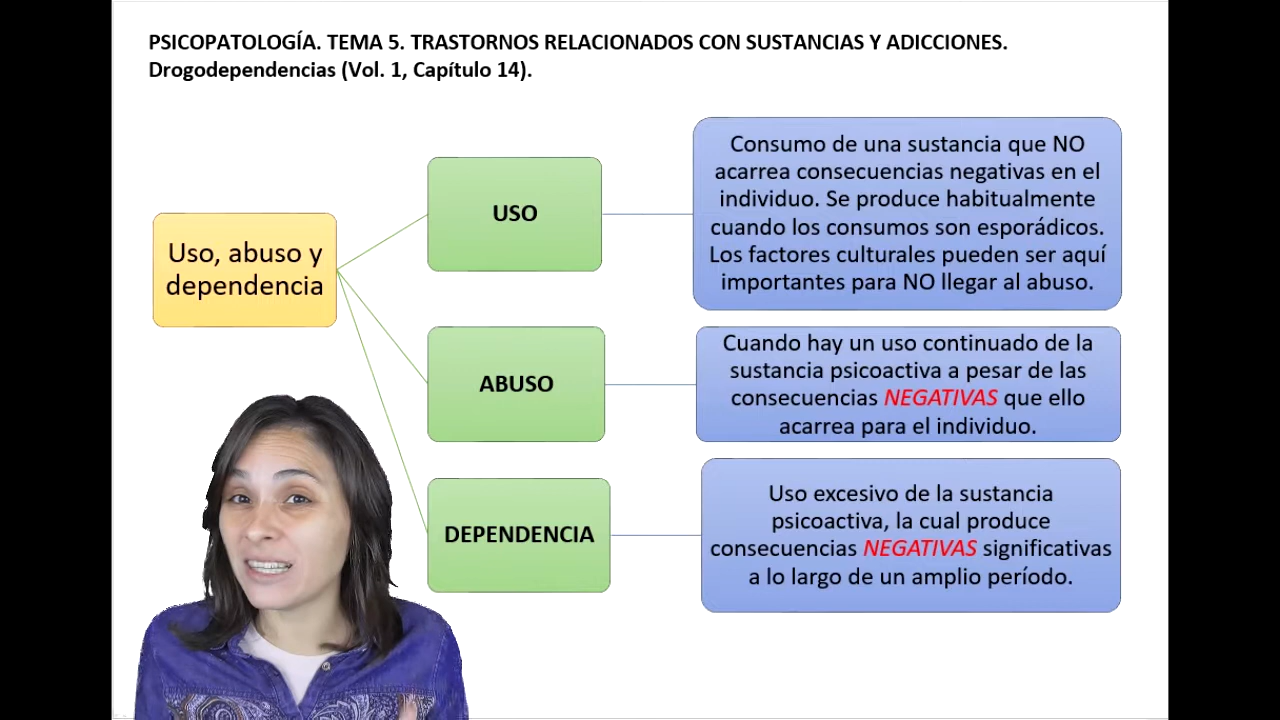 PSICOPATOLOGÍA. TEMA 5. TRASTORNOS RELACIONADOS CON SUSTANCIAS Y ADICCIONES.
Drogodependencias (Vol. 1, Capítulo 14).
Uso, abuso y
dependencia
USO
Consumo de una sustancia que NO
acarrea consecuencias negativas en el
individuo. Se produce habitualmente
cuando los consumos son esporádicos.
Los factores culturales pueden ser aquí
importantes para NO llegar al abuso.
ABUSO
Cuando hay un uso continuado de la
sustancia psicoactiva a pesar de las
consecuencias NEGATIVAS que ello
acarrea para el individuo.
DEPENDENCIA
Uso excesivo de la sustancia
psicoactiva, la cual produce
consecuencias NEGATIVAS significativas
a lo largo de un amplio período.